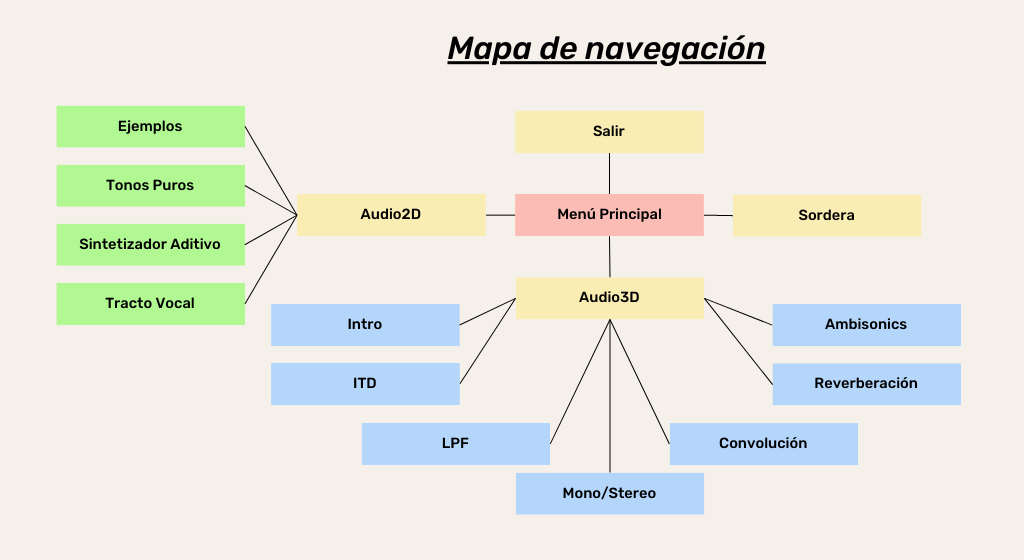 Mapa de navegación
Ejemplos
Tonos Puros
Sintetizador Aditivo
Tracto Vocal
Audio2D
Salir
Menú Principal
Sordera
Audio3D
Intro
ITD
LPF
Mono/Stereo
Convolución
Ambisonics
Reverberación